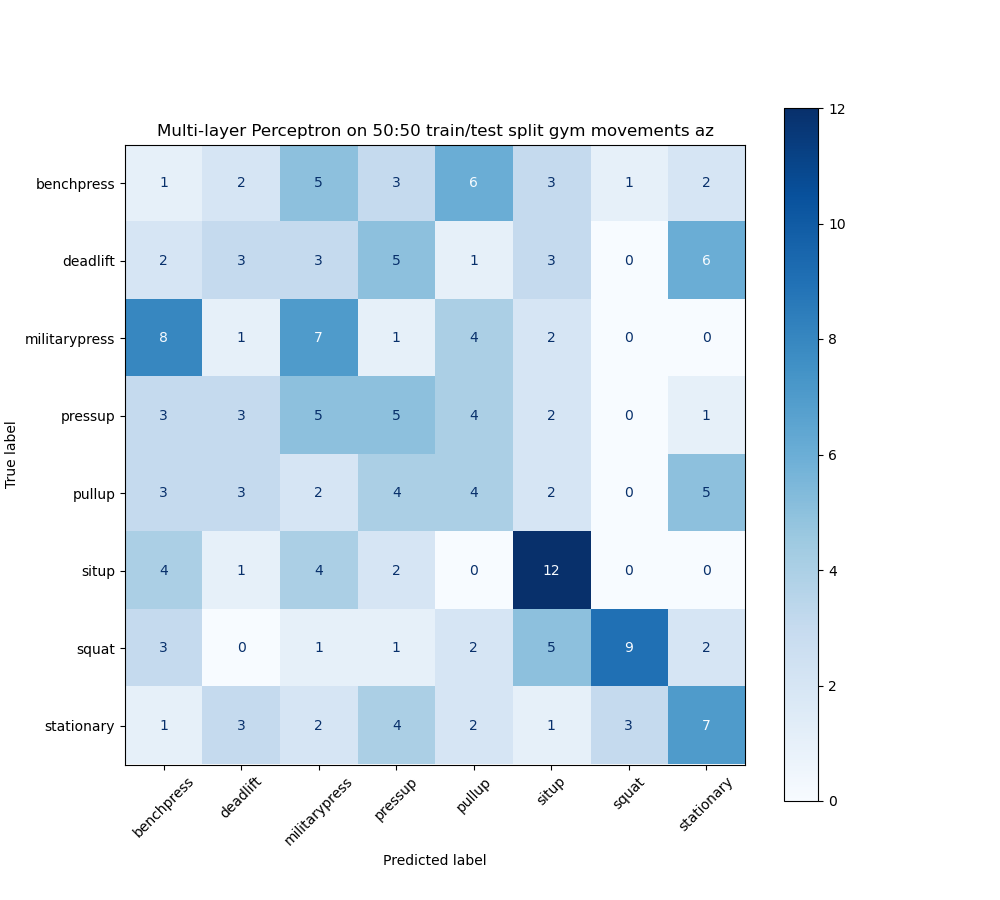 Multi-layer Perceptron on 50:50 train/test split gym movements az
True label
benchpress 1 2 5 3 6 3 1 2
deadlift 2 3 3 5 1 3 0 6
militarypress 8 1 7 1 4 2 0 0
pressup 3 3 5 5 4 2 0 1
pullup 3 3 2 4 4 2 0 5
situp 4 1 4 2 0 12 0 0
squat 3 0 1 1 2 5 9 2
stationary 1 3 2 4 2 1 3 7
benchpress deadlift militarypress pressup pullup situp squat stationary
Predicted label
12
10
8
6
4
2
0